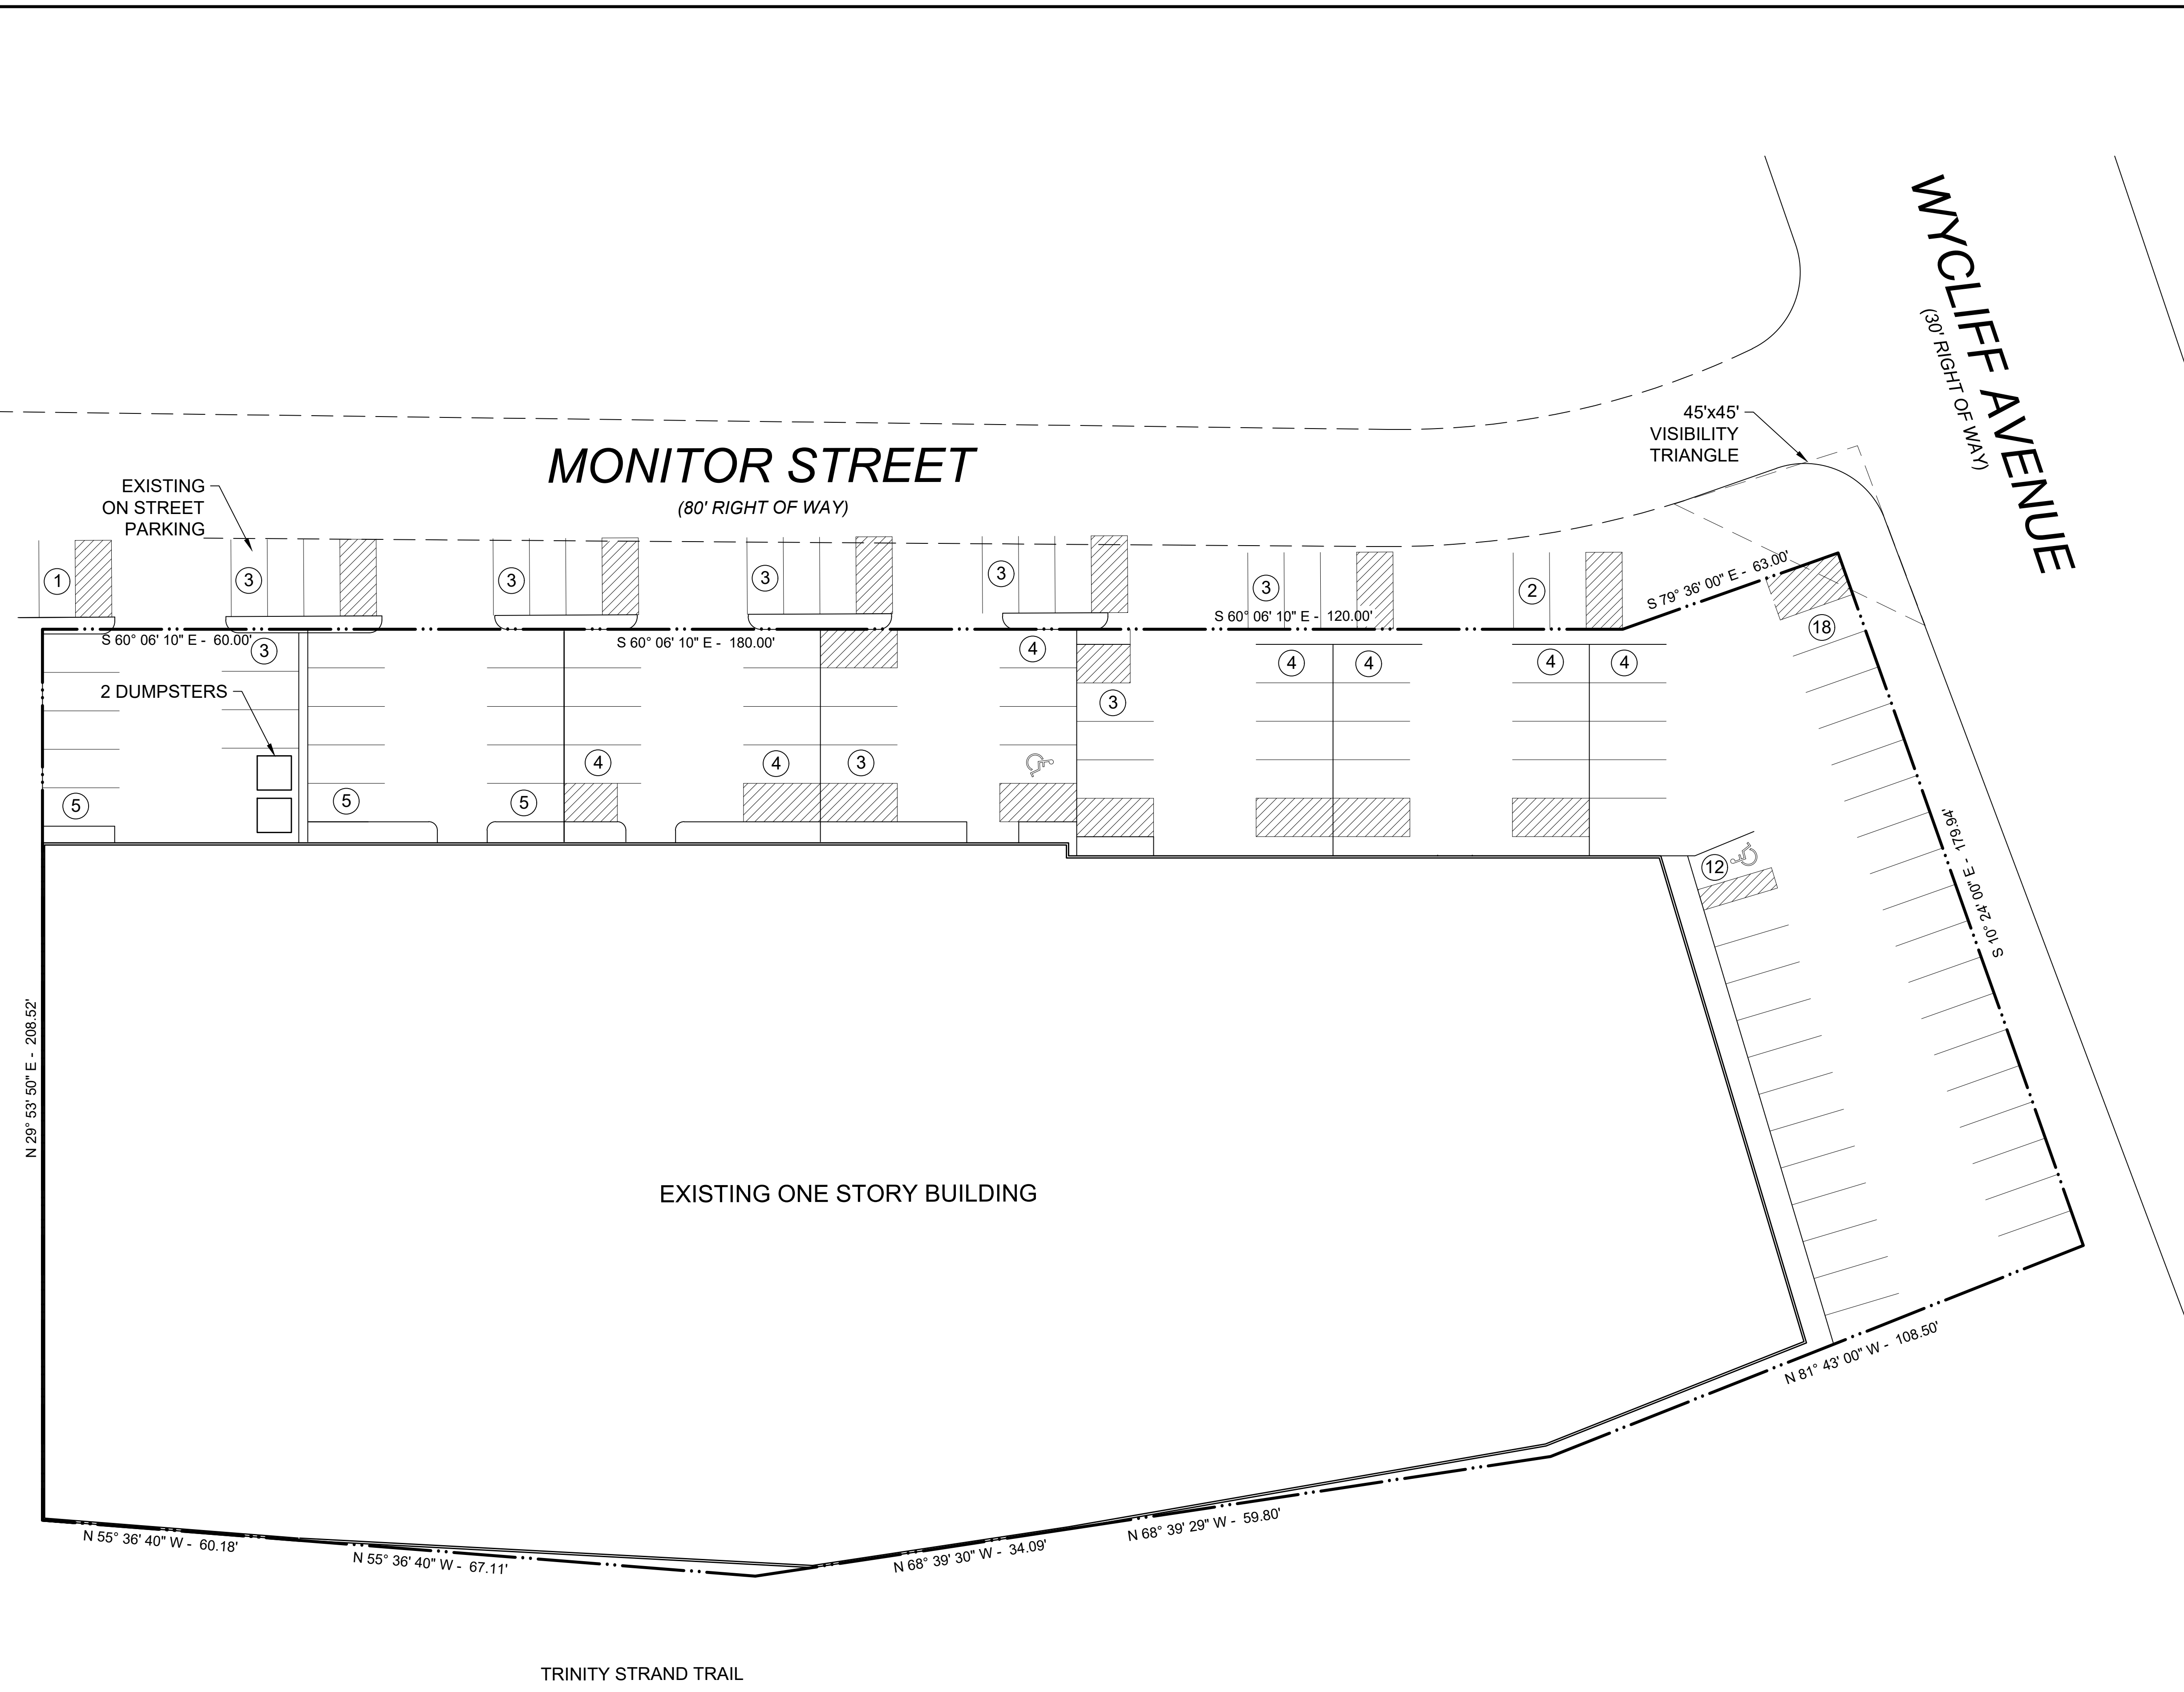 WYCLIFF AVENUE
(30' RIGHT OF WAY)
45'x45'
VISIBILITY
TRIANGLE
MONITOR STREET
(80' RIGHT OF WAY)
EXISTING
ON STREET
PARKING
1
3
3
3
3
3
2
S 79° 36' 00" E - 63.00'
S 60° 06' 10" E - 60.00'
S 60° 06' 10" E - 180.00'
S 60° 06' 10" E - 120.00'
18
3
4
4
4
4
4
2 DUMPSTERS
3
4
4
3
5
5
5
12
S 10° 24' 00" E - 179.94'
N 29° 53' 50" E - 208.52'
EXISTING ONE STORY BUILDING
N 81° 43' 00" W - 108.50'
N 68° 39' 29" W - 59.80'
N 68° 39' 30" W - 34.09'
N 55° 36' 40" W - 60.18'
N 55° 36' 40" W - 67.11'
TRINITY STRAND TRAIL